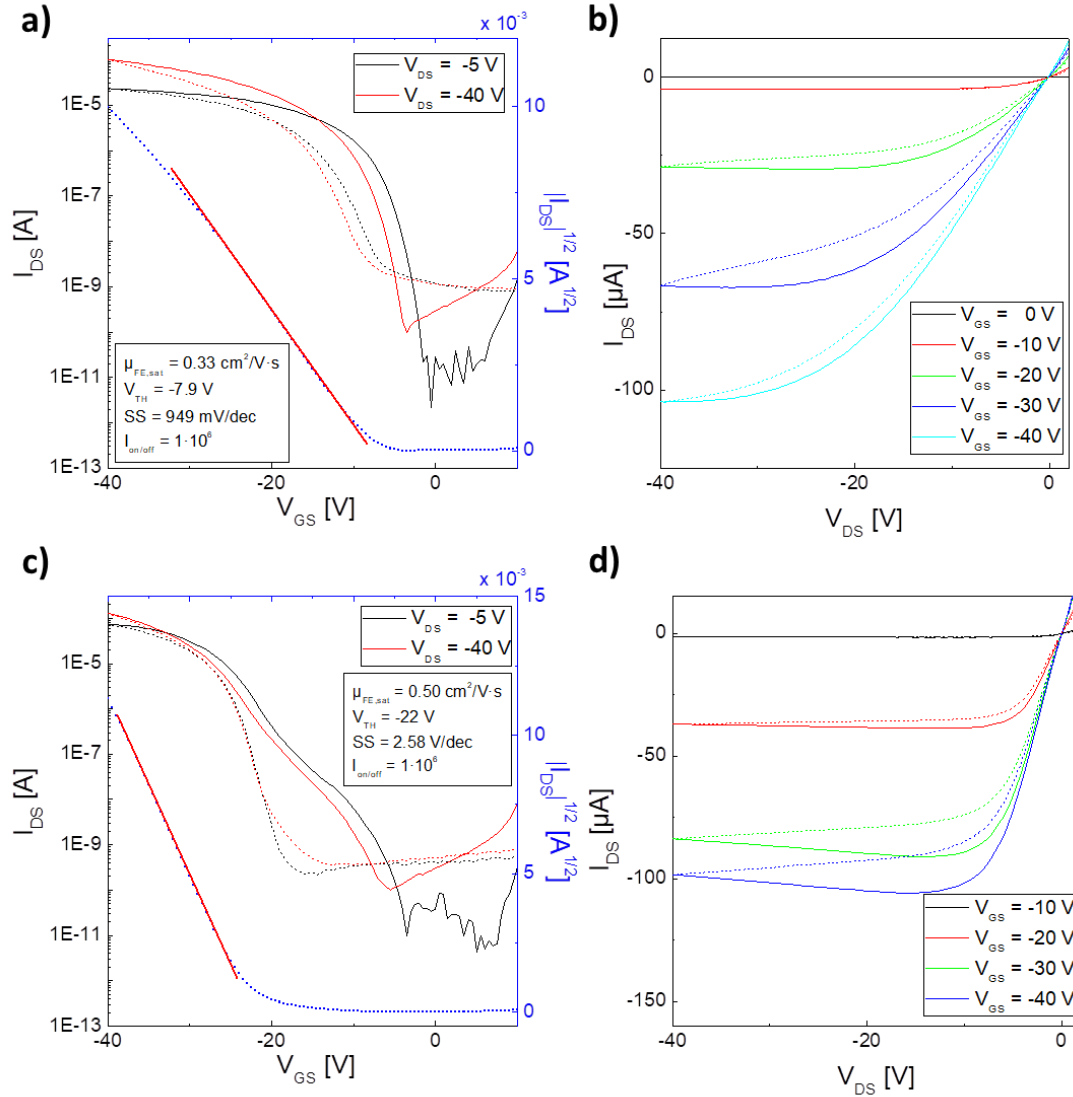 a)
x 10⁻³
V_DS = -5 V
V_DS = -40 V
1E-5
1E-7
1E-9
1E-11
1E-13
I_DS [A]
10
5
0
|I_DS|^1/2 [A^1/2]
μ_FE,sat = 0.33 cm²/V·s
V_TH = -7.9 V
SS = 949 mV/dec
I_on/off = 1·10⁶
-40 -20 0
V_GS [V]
b)
0
-50
-100
I_DS [µA]
V_GS = 0 V
V_GS = -10 V
V_GS = -20 V
V_GS = -30 V
V_GS = -40 V
-40 -20 0
V_DS [V]
c)
x 10⁻³
V_DS = -5 V
V_DS = -40 V
μ_FE,sat = 0.50 cm²/V·s
V_TH = -22 V
SS = 2.58 V/dec
I_on/off = 1·10⁶
1E-5
1E-7
1E-9
1E-11
1E-13
I_DS [A]
15
10
5
0
|I_DS|^1/2 [A^1/2]
-40 -20 0
V_GS [V]
d)
0
-50
-100
-150
I_DS [µA]
V_GS = -10 V
V_GS = -20 V
V_GS = -30 V
V_GS = -40 V
-40 -20 0
V_DS [V]